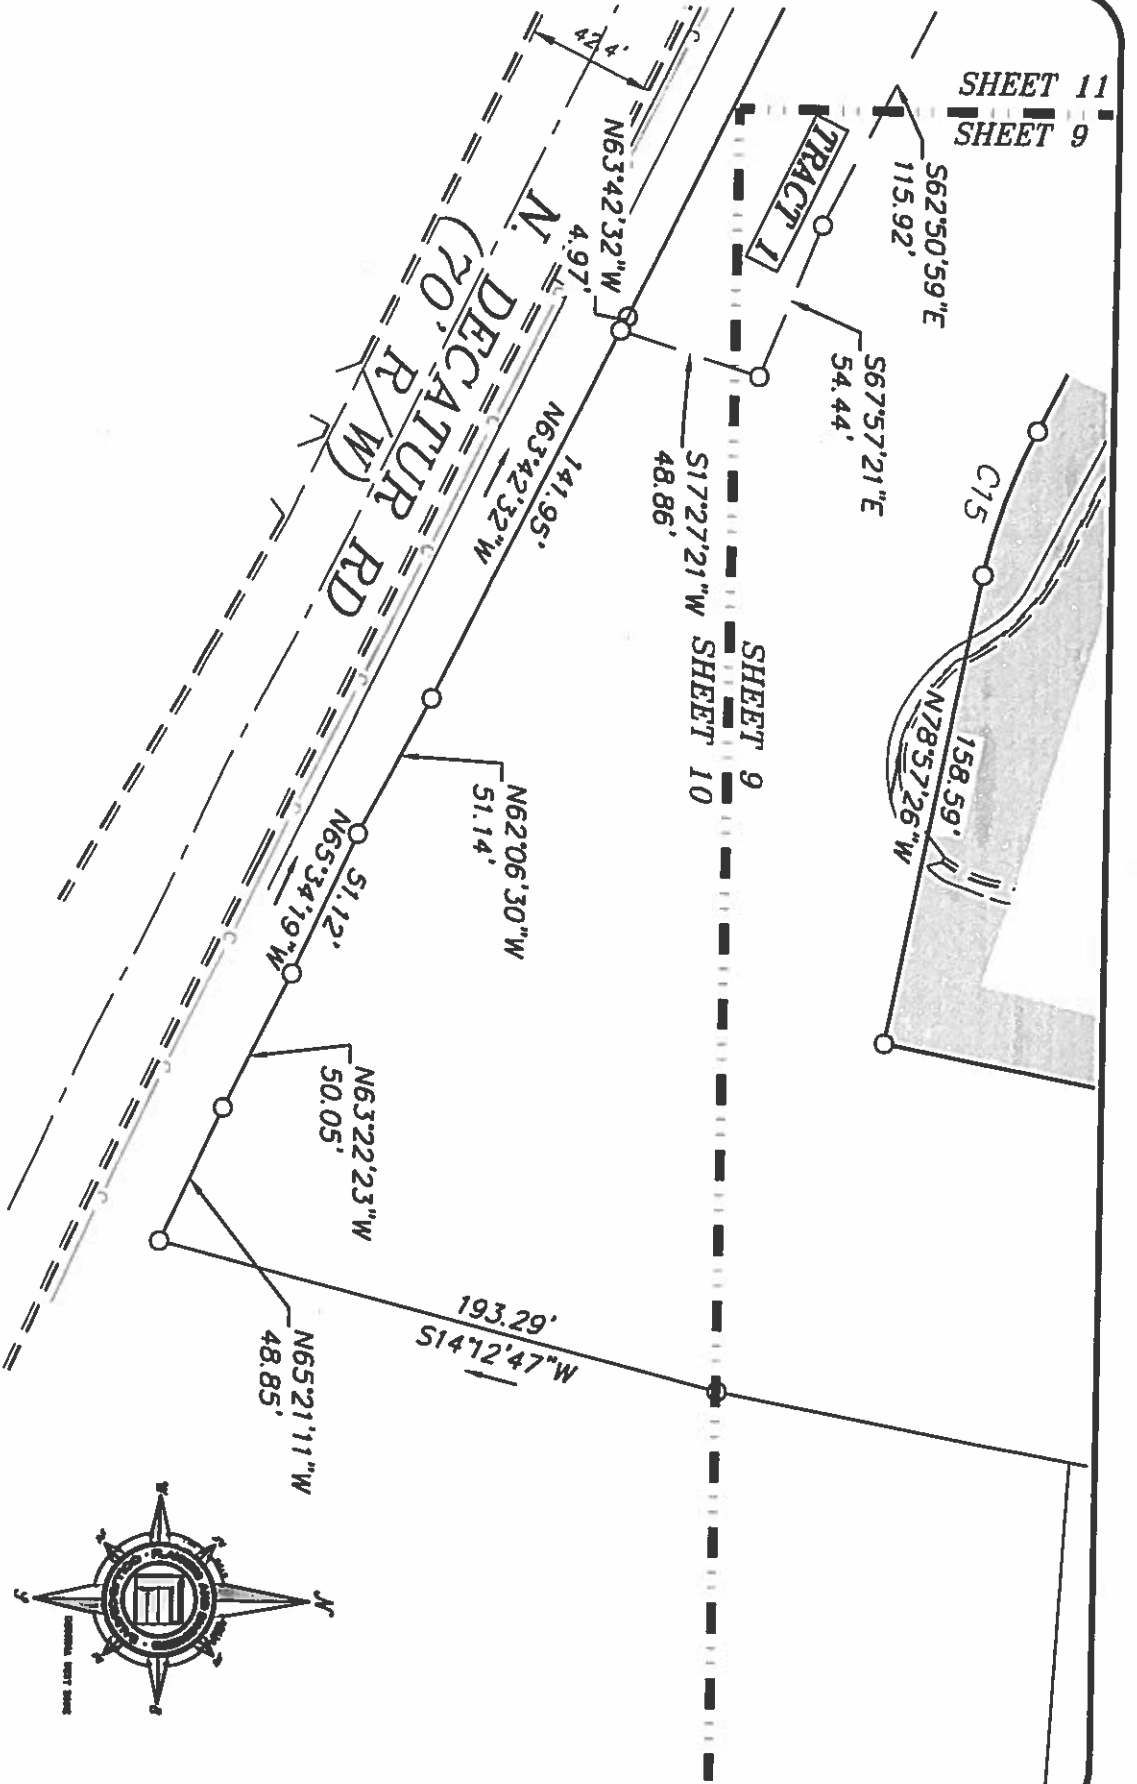 SHEET 11
SHEET 9
S62°50'59"E
115.92'
TRACT 1
S67°57'21"E
54.44'
42.4'
N63°42'32"W
4.97'
S17°27'21"W
48.86'
C15
158.59'
N78°57'26"W
SHEET 9
SHEET 10
N. DECATUR RD
(70' R/W)
141.95'
N63°42'32"W
N62°06'30"W
51.14'
51.12'
N65°34'19"W
N63°22'23"W
50.05'
N65°21'11"W
48.85'
193.29'
S14°12'47"W
N
S